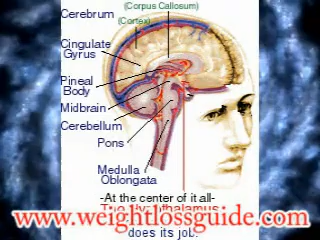 (Corpus Callosum)
Cerebrum
(Cortex)
Cingulate
Gyrus
Pineal
Body
Midbrain
Cerebellum
Pons
Medulla
Oblongata
-At the center of it all-
www.weightlossguide.com
does its job.